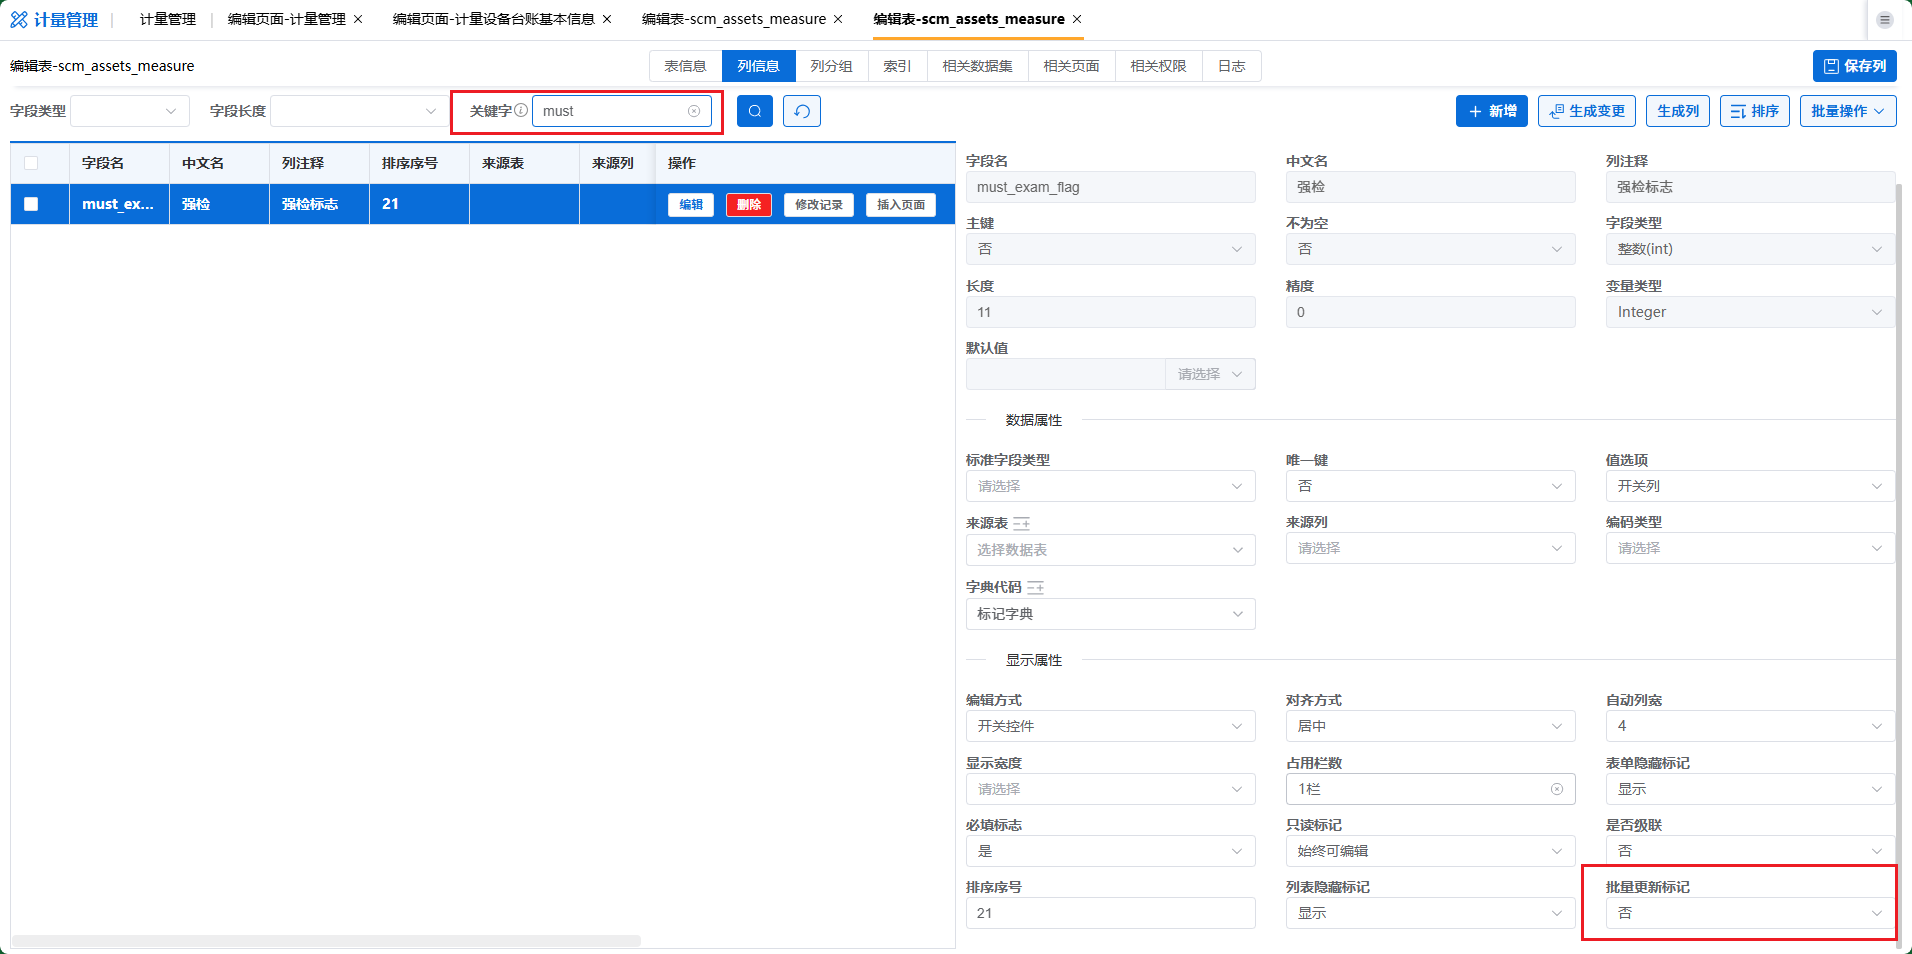 计量管理
计量管理
编辑页面-计量管理
编辑页面-计量设备台账基本信息
编辑表-scm_assets_measure
编辑表-scm_assets_measure
编辑表-scm_assets_measure
表信息
列信息
列分组
索引
相关数据集
相关页面
相关权限
日志
保存列
字段类型
字段长度
关键字
must
新增
生成变更
生成列
排序
批量操作
字段名
中文名
列注释
排序序号
来源表
来源列
操作
must_ex...
强检
强检标志
21
编辑
删除
修改记录
插入页面
字段名
中文名
列注释
must_exam_flag
强检
强检标志
主键
不为空
字段类型
否
否
整数(int)
长度
精度
变量类型
11
0
Integer
默认值
请选择
数据属性
标准字段类型
唯一键
值选项
请选择
否
开关列
来源表
来源列
编码类型
选择数据表
请选择
请选择
字典代码
标记字典
显示属性
编辑方式
对齐方式
自动列宽
开关控件
居中
4
显示宽度
占用栏数
表单隐藏标记
请选择
1栏
显示
必填标志
只读标记
是否级联
是
始终可编辑
否
排序序号
列表隐藏标记
批量更新标记
21
显示
否